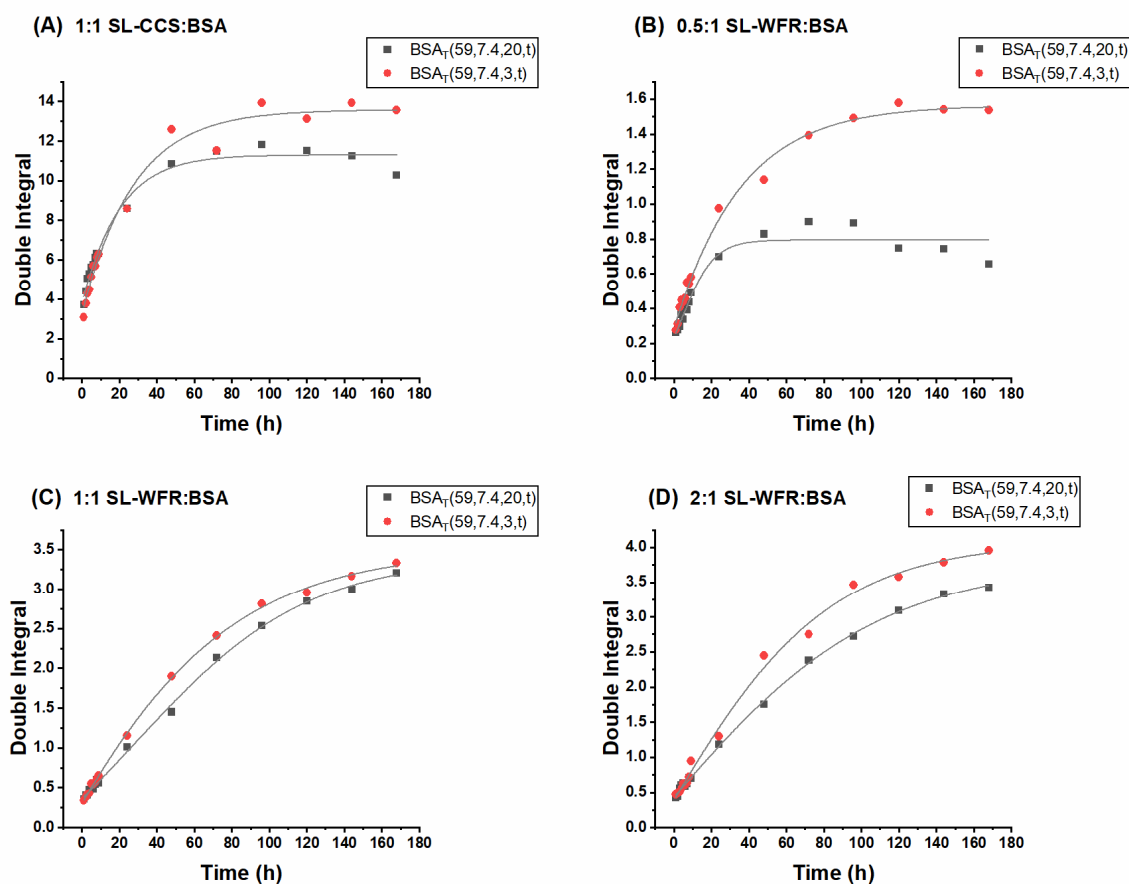 (A) 1:1 SL-CCS:BSA
BSA_T(59,7.4,20,t)
BSA_T(59,7.4,3,t)
Double Integral
14
12
10
8
6
4
2
0
0 20 40 60 80 100 120 140 160 180
Time (h)
(B) 0.5:1 SL-WFR:BSA
BSA_T(59,7.4,20,t)
BSA_T(59,7.4,3,t)
Double Integral
1.6
1.4
1.2
1.0
0.8
0.6
0.4
0.2
0.0
0 20 40 60 80 100 120 140 160 180
Time (h)
(C) 1:1 SL-WFR:BSA
BSA_T(59,7.4,20,t)
BSA_T(59,7.4,3,t)
Double Integral
3.5
3.0
2.5
2.0
1.5
1.0
0.5
0.0
0 20 40 60 80 100 120 140 160 180
Time (h)
(D) 2:1 SL-WFR:BSA
BSA_T(59,7.4,20,t)
BSA_T(59,7.4,3,t)
Double Integral
4.0
3.5
3.0
2.5
2.0
1.5
1.0
0.5
0.0
0 20 40 60 80 100 120 140 160 180
Time (h)